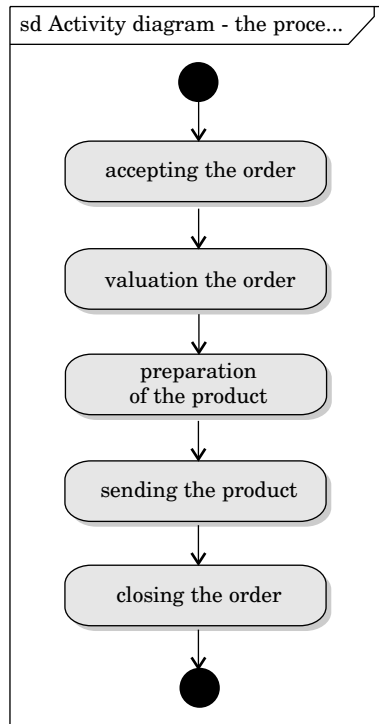 sd Activity diagram - the proce...
accepting the order
valuation the order
preparation
of the product
sending the product
closing the order